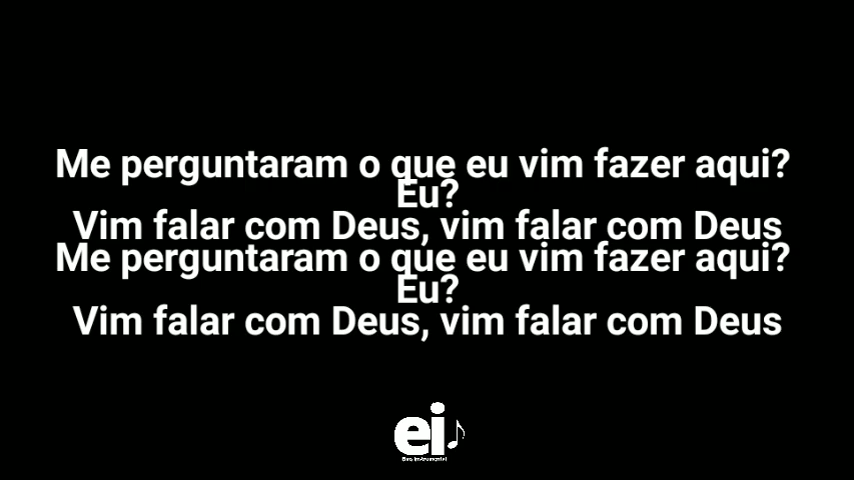 Me perguntaram o que eu vim fazer aqui?
Eu?
Vim falar com Deus, vim falar com Deus
Me perguntaram o que eu vim fazer aqui?
Eu?
Vim falar com Deus, vim falar com Deus
ei